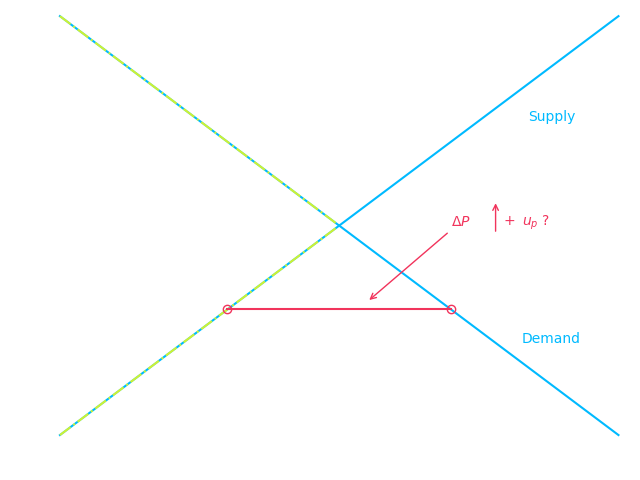 Supply
ΔP ↑ + u_p ?
Demand